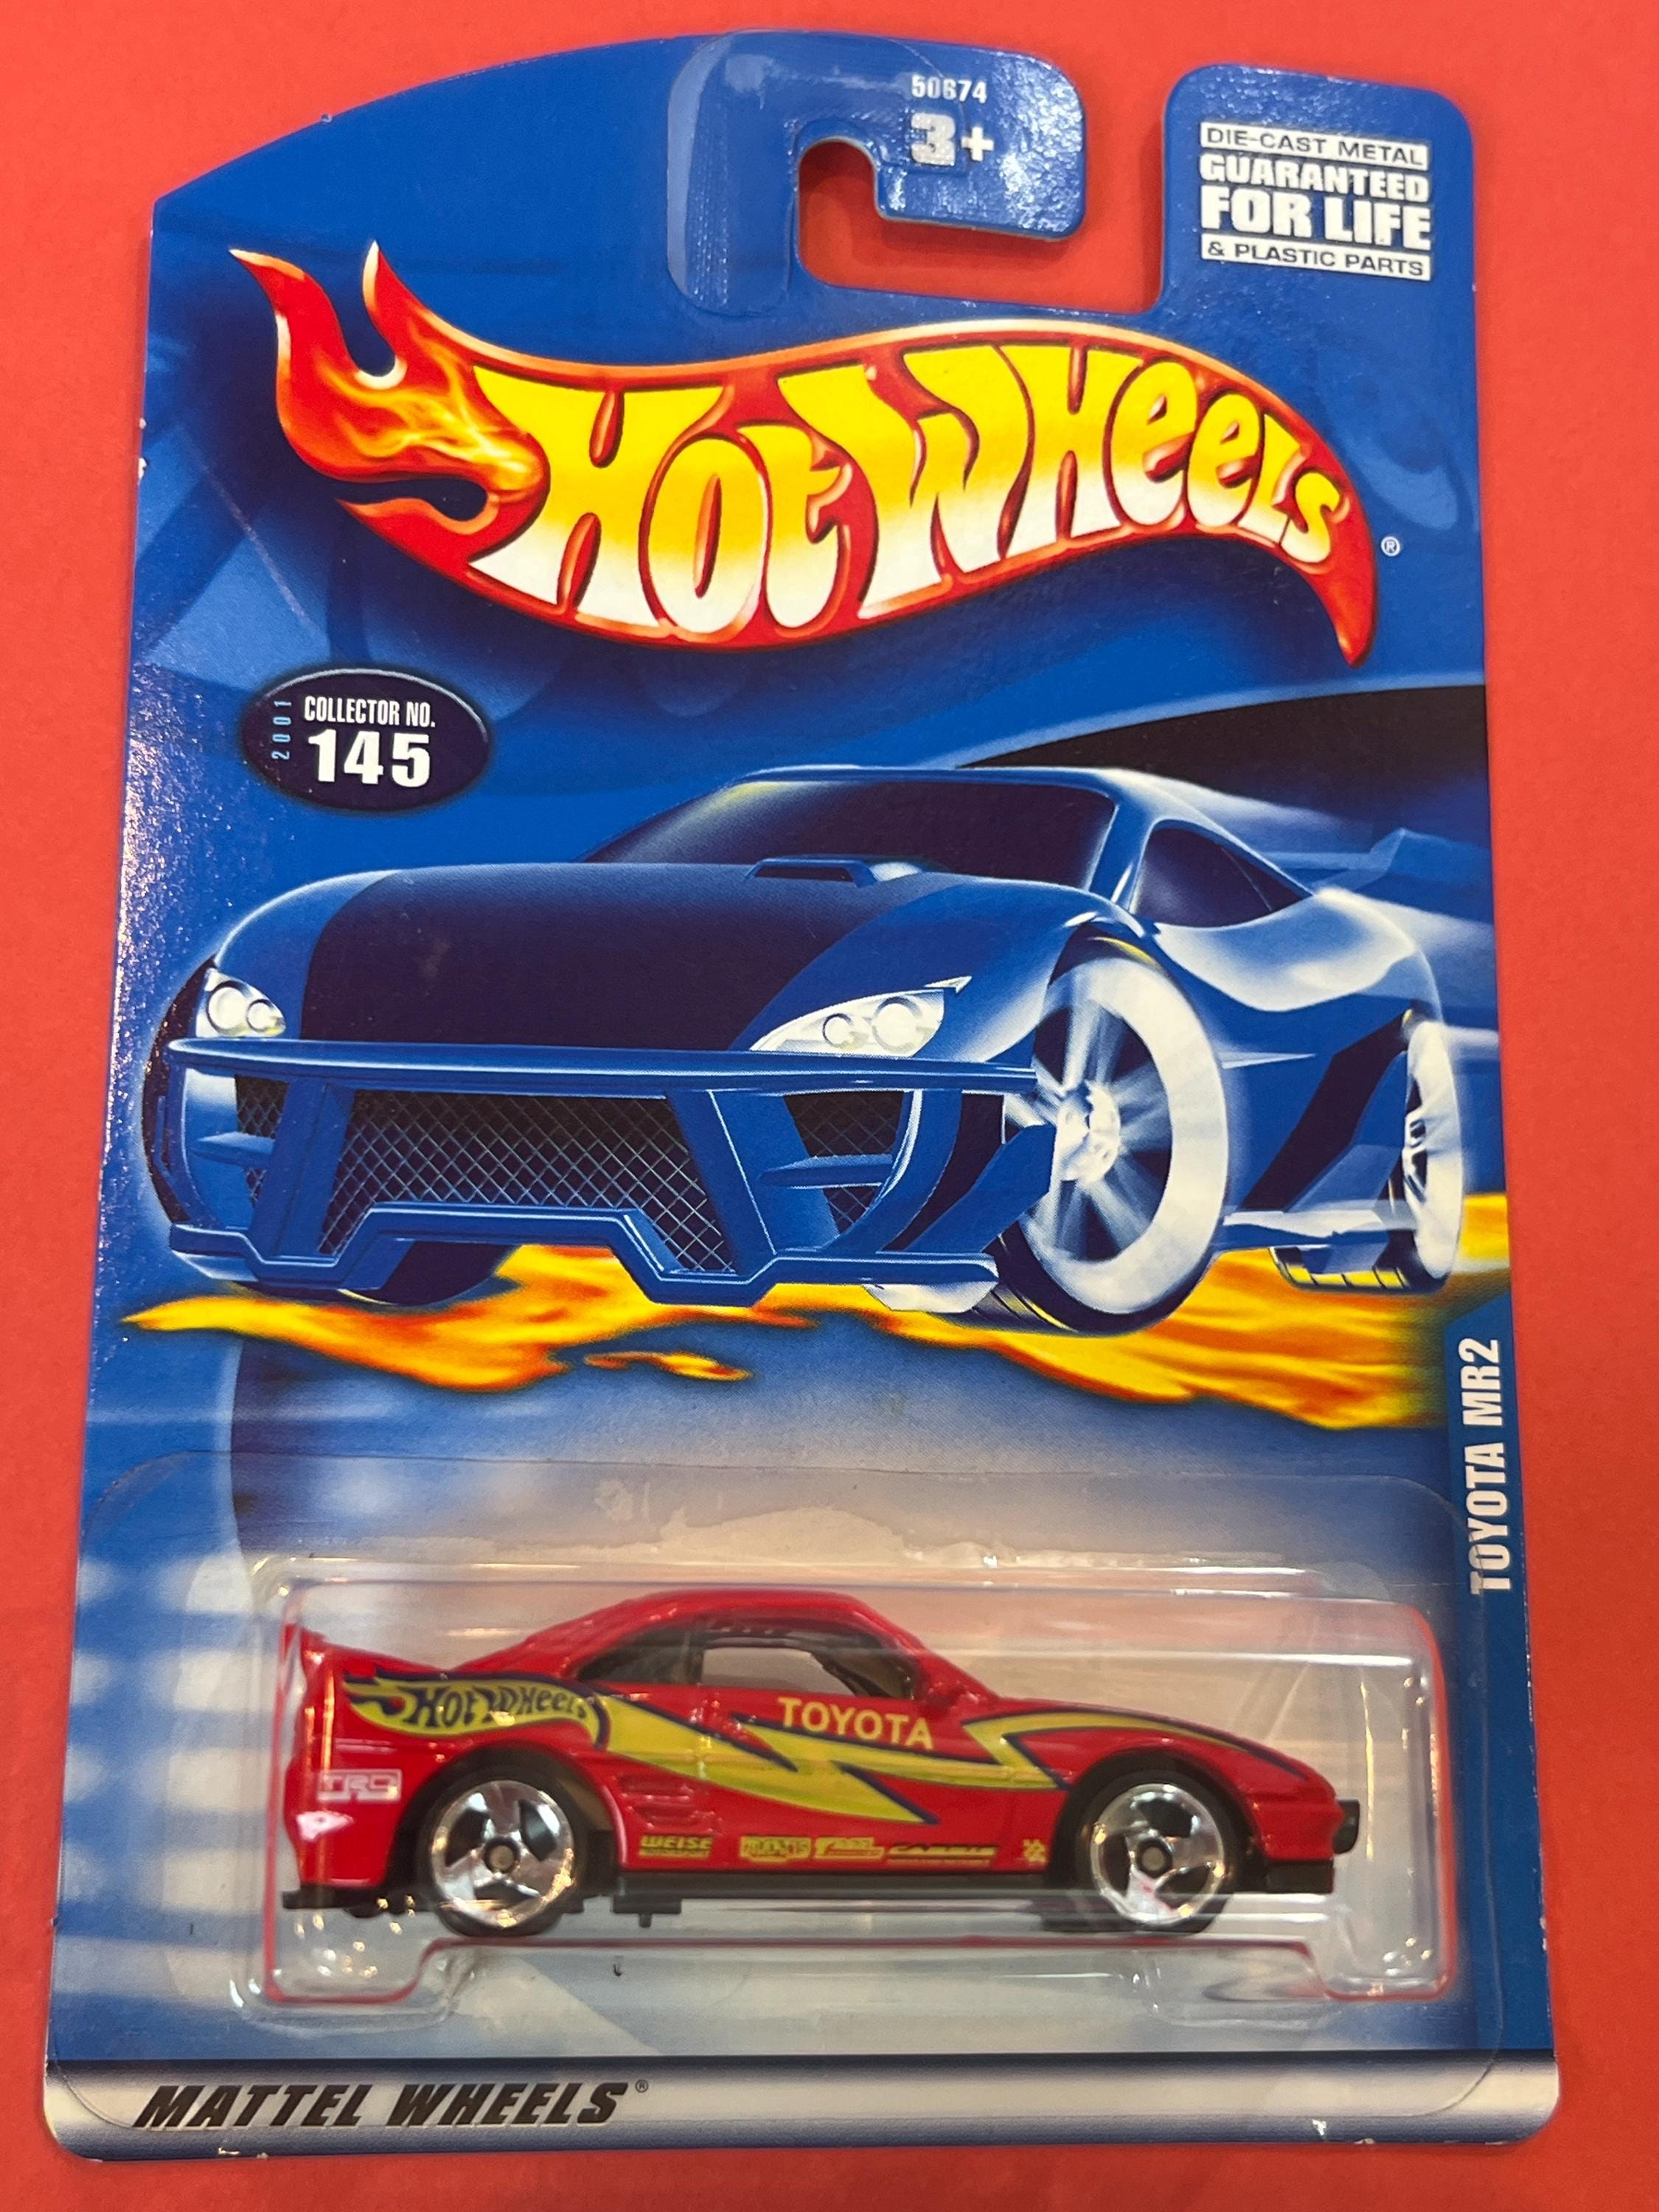 50674
3+
DIE-CAST METAL
GUARANTEED
FOR LIFE
& PLASTIC PARTS
HOT WHEELS®
2001
COLLECTOR NO.
145
TOYOTA MR2
HOT WHEELS
TOYOTA
TRD
WEISE
MATTEL WHEELS®